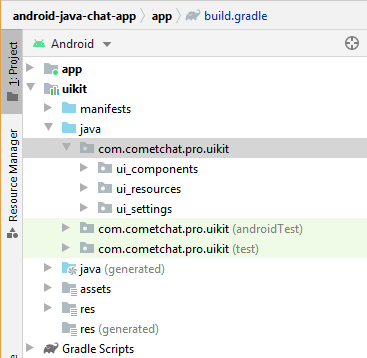 android-java-chat-app app build.gradle
Android
1: Project
Resource Manager
app
uikit
manifests
java
com.cometchat.pro.uikit
ui_components
ui_resources
ui_settings
com.cometchat.pro.uikit (androidTest)
com.cometchat.pro.uikit (test)
java (generated)
assets
res
res (generated)
Gradle Scripts